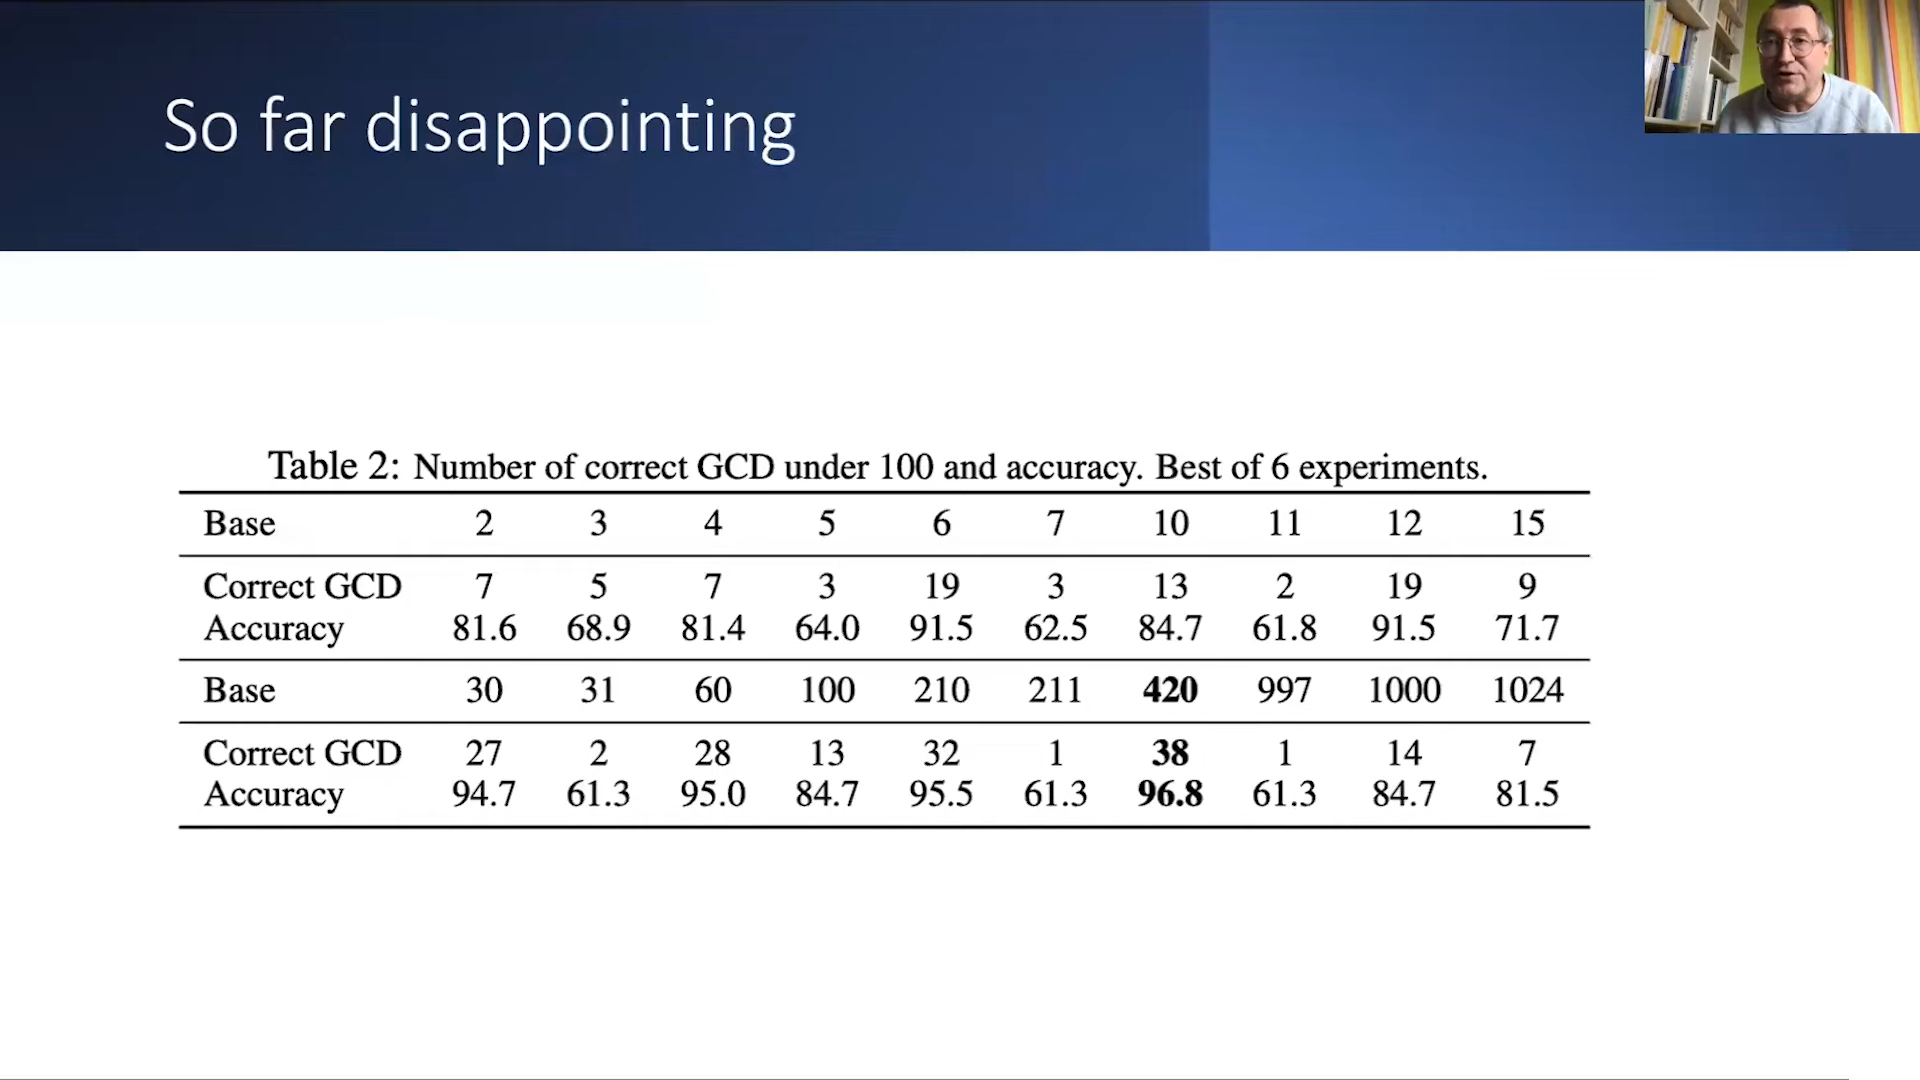 So far disappointing
Table 2: Number of correct GCD under 100 and accuracy. Best of 6 experiments.
Base 2 3 4 5 6 7 10 11 12 15
Correct GCD 7 5 7 3 19 3 13 2 19 9
Accuracy 81.6 68.9 81.4 64.0 91.5 62.5 84.7 61.8 91.5 71.7
Base 30 31 60 100 210 211 420 997 1000 1024
Correct GCD 27 2 28 13 32 1 38 1 14 7
Accuracy 94.7 61.3 95.0 84.7 95.5 61.3 96.8 61.3 84.7 81.5